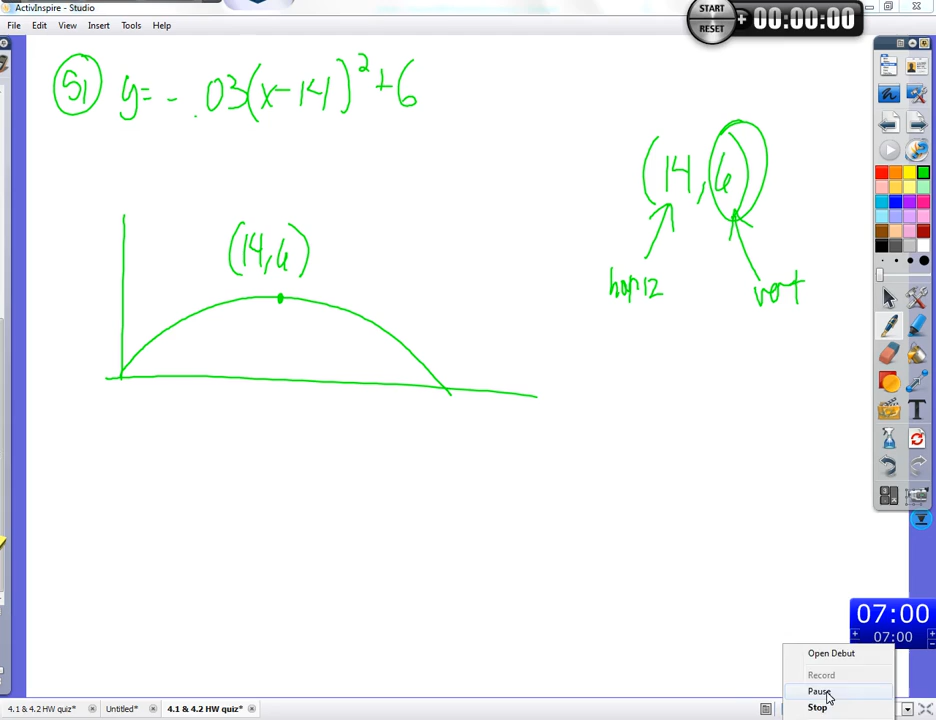 ActivInspire - Studio
START
RESET
00:00:00
File Edit View Insert Tools Help
51 y= -.03(x-14)²+6
(14,6)
horiz
vert
(14,6)
07:00
07:00
Open Debut
Record
Pause
Stop
4.1 & 4.2 HW quiz* Untitled* 4.1 & 4.2 HW quiz*